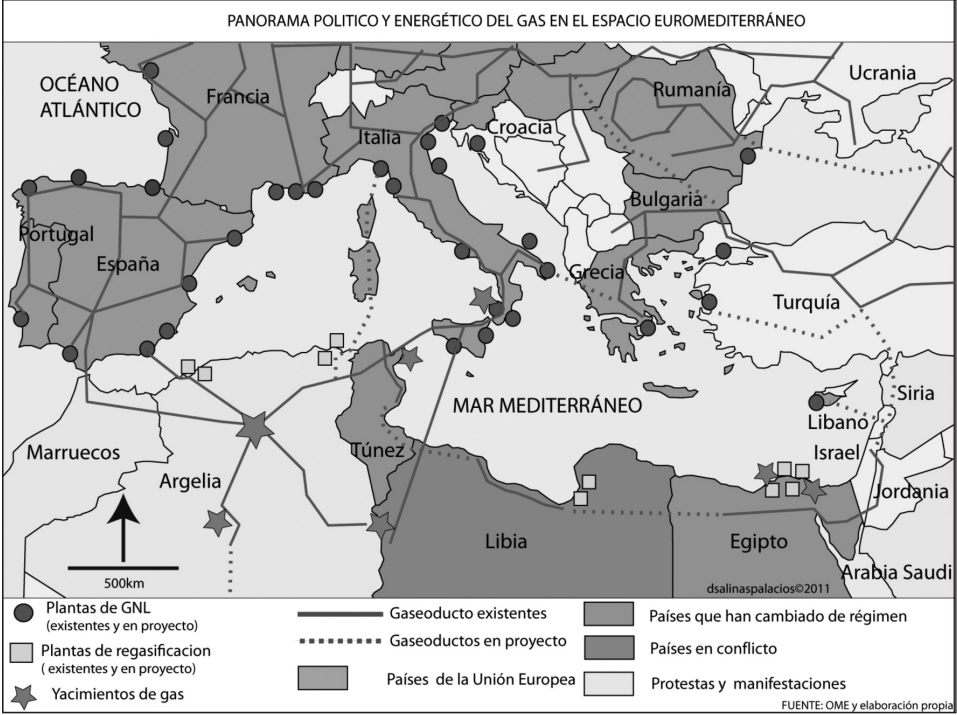 PANORAMA POLITICO Y ENERGÉTICO DEL GAS EN EL ESPACIO EUROMEDITERRÁNEO
OCÉANO
ATLÁNTICO
Francia
Rumanía
Ucrania
Italia
Croacia
Portugal
España
Bulgaria
Grecia
Turquía
MAR MEDITERRÁNEO
Siria
Libano
Israel
Marruecos
Argelia
Túnez
Jordania
Libia
Egipto
Arabia Saudi
500km
dsalinaspalacios©2011
Plantas de GNL
(existentes y en proyecto)
Plantas de regasificacion
( existentes y en proyecto)
Yacimientos de gas
Gaseoducto existentes
Gaseoductos en proyecto
Países de la Unión Europea
Países que han cambiado de régimen
Países en conflicto
Protestas y manifestaciones
FUENTE: OME y elaboración propia